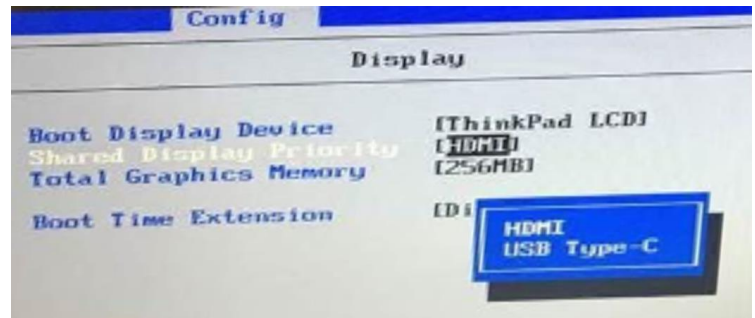 Config
Display
Boot Display Device [ThinkPad LCD]
Shared Display Priority [HDMI]
Total Graphics Memory [256MB]
Boot Time Extension [Di
HDMI
USB Type-C